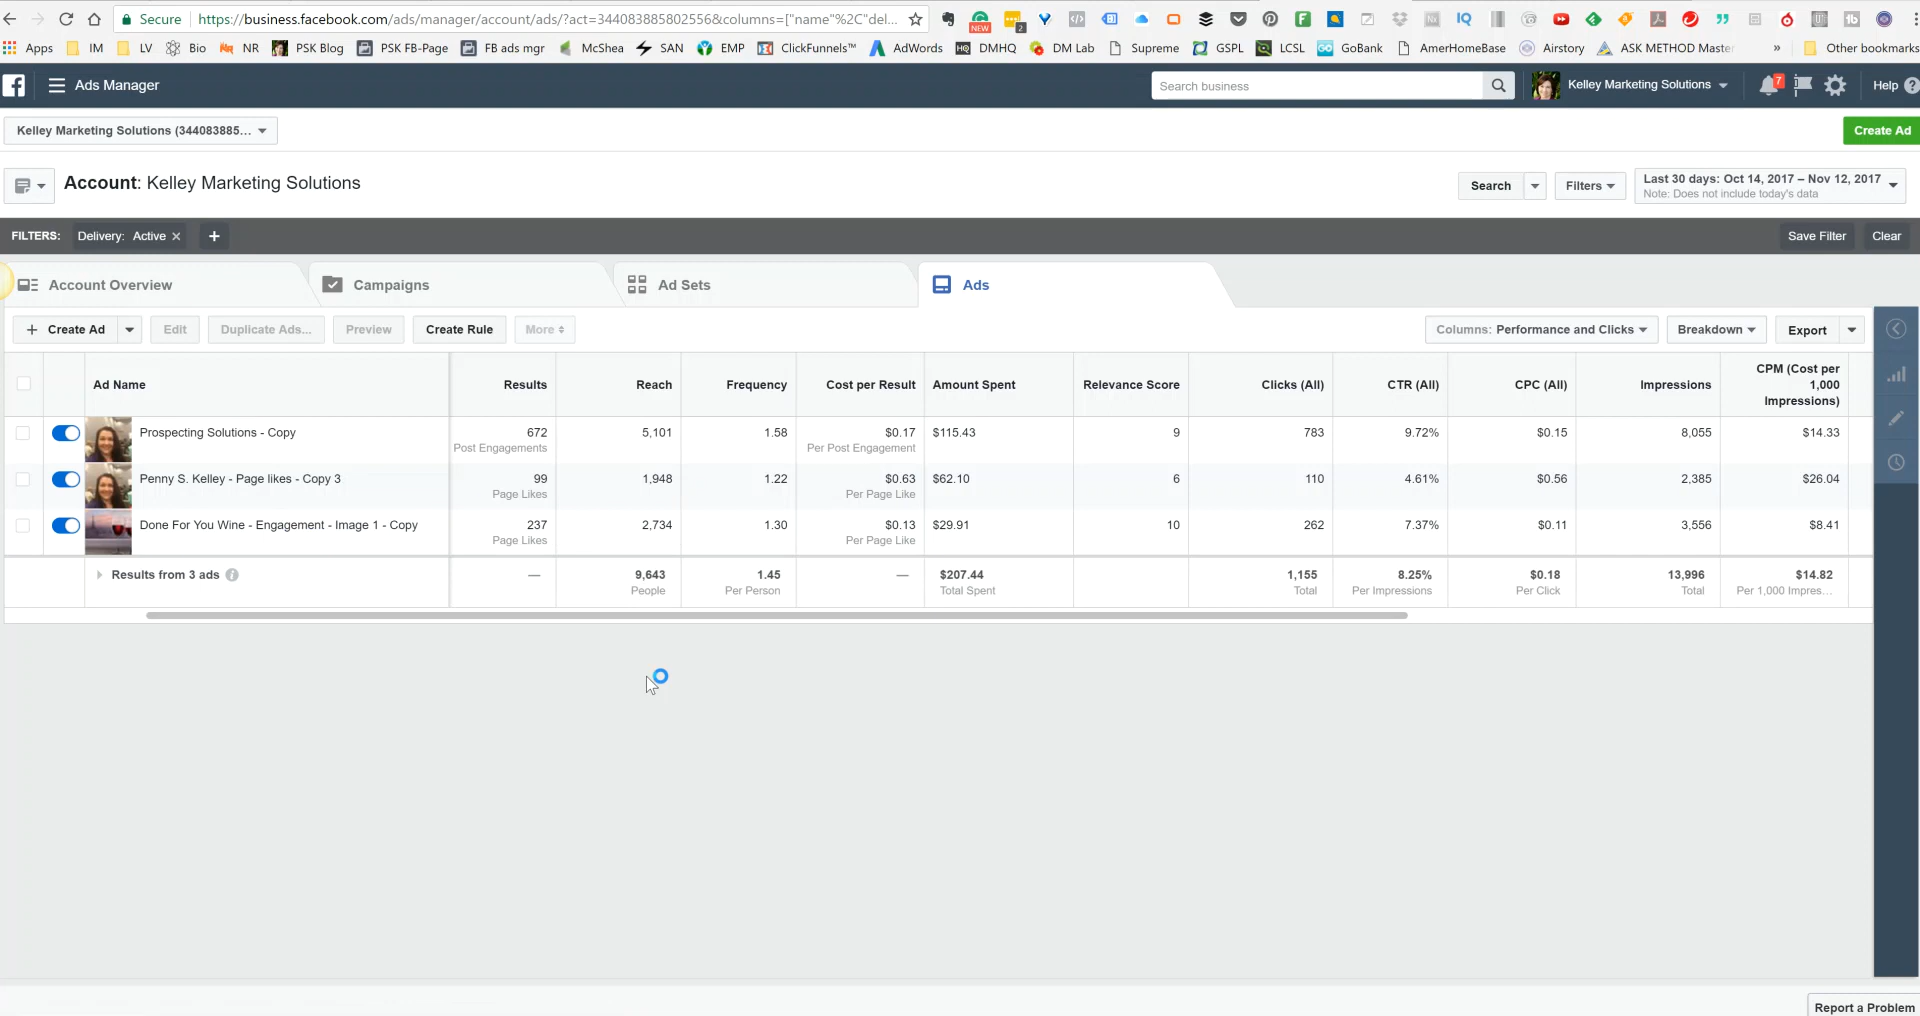 Secure https://business.facebook.com/ads/manager/account/ads/?act=344083885802556&columns=["name"%2C"del...
NEW 2 IQ
Apps IM LV Bio NR PSK Blog PSK FB-Page FB ads mgr McShea SAN EMP ClickFunnels™ AdWords DMHQ DM Lab Supreme GSPL LCSL GoBank AmerHomeBase Airstory ASK METHOD Maste » Other bookmarks
Ads Manager Search business Kelley Marketing Solutions 7 Help ?
Kelley Marketing Solutions (344083885... Create Ad
Account: Kelley Marketing Solutions Search Filters Last 30 days: Oct 14, 2017 – Nov 12, 2017
Note: Does not include today's data
FILTERS: Delivery: Active × + Save Filter Clear
Account Overview Campaigns Ad Sets Ads
+ Create Ad Edit Duplicate Ads... Preview Create Rule More Columns: Performance and Clicks Breakdown Export
Ad Name Results Reach Frequency Cost per Result Amount Spent Relevance Score Clicks (All) CTR (All) CPC (All) Impressions CPM (Cost per
1,000
Impressions)
Prospecting Solutions - Copy 672 5,101 1.58 $0.17 $115.43 9 783 9.72% $0.15 8,055 $14.33
Post Engagements Per Post Engagement
Penny S. Kelley - Page likes - Copy 3 99 1,948 1.22 $0.63 $62.10 6 110 4.61% $0.56 2,385 $26.04
Page Likes Per Page Like
Done For You Wine - Engagement - Image 1 - Copy 237 2,734 1.30 $0.13 $29.91 10 262 7.37% $0.11 3,556 $8.41
Page Likes Per Page Like
Results from 3 ads — 9,643 1.45 — $207.44 1,155 8.25% $0.18 13,996 $14.82
People Per Person Total Spent Total Per Impressions Per Click Total Per 1,000 Impres...
Report a Problem